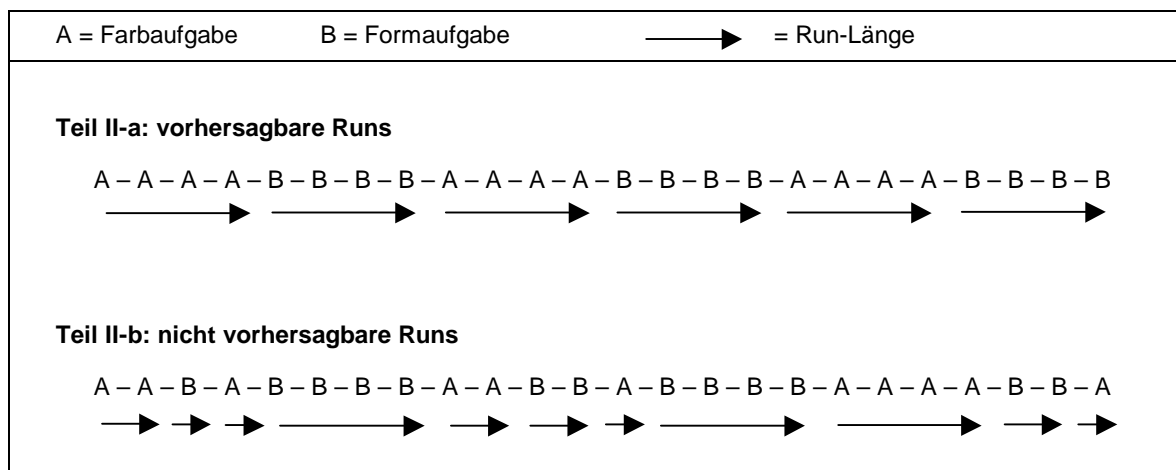 A = Farbaufgabe B = Formaufgabe = Run-Länge
Teil II-a: vorhersagbare Runs
A – A – A – A – B – B – B – B – A – A – A – A – B – B – B – B – A – A – A – A – B – B – B – B
Teil II-b: nicht vorhersagbare Runs
A – A – B – A – B – B – B – B – A – A – B – B – A – B – B – B – B – A – A – A – A – B – B – A